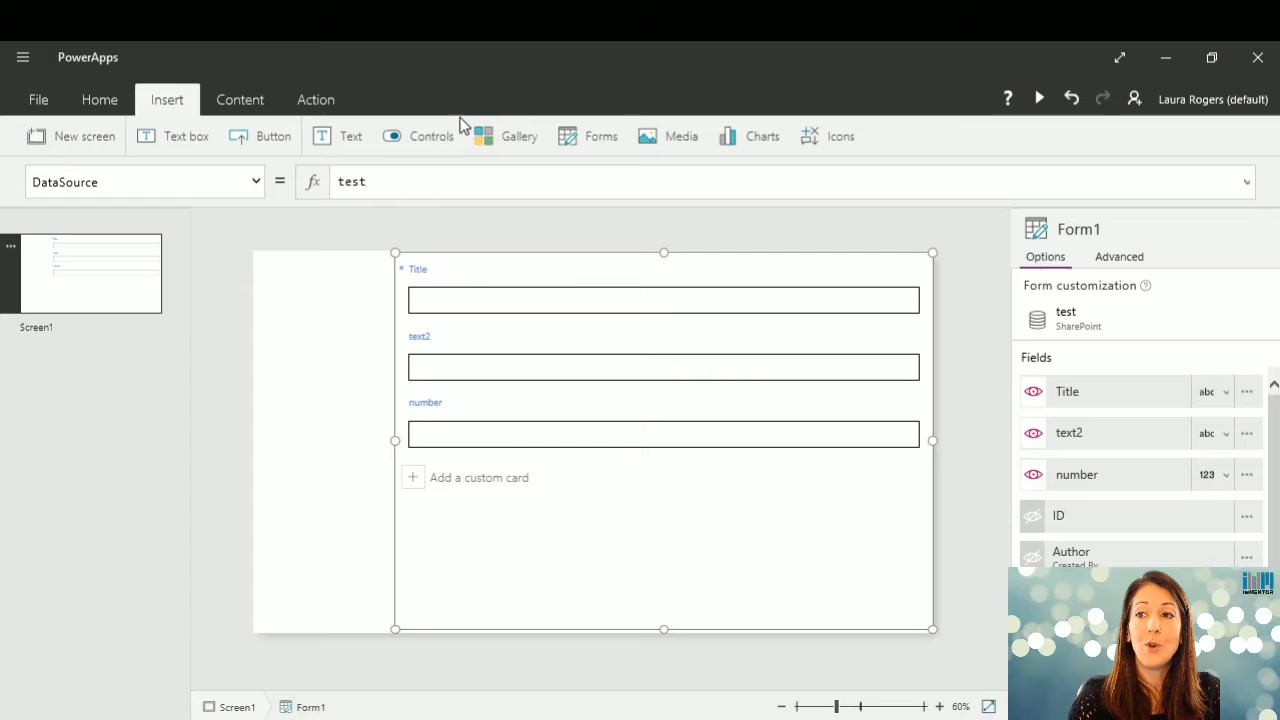 PowerApps
File Home Insert Content Action
? Laura Rogers (default)
New screen Text box Button Text Controls Gallery Forms Media Charts Icons
DataSource = fx test
Form1
Options Advanced
Form customization ?
test
SharePoint
Fields
Title abc
text2 abc
number 123
ID
Author
Created By
* Title
text2
number
+ Add a custom card
Screen1
Screen1 Form1
60%